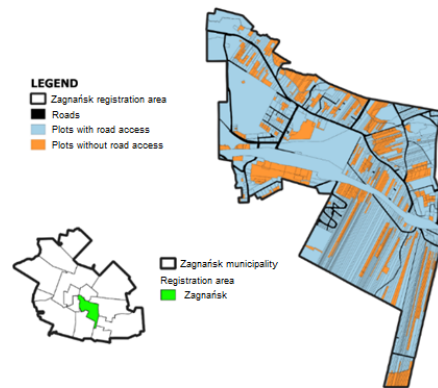 LEGEND
Zagnańsk registration area
Roads
Plots with road access
Plots without road access
Zagnańsk municipality
Registration area
Zagnańsk